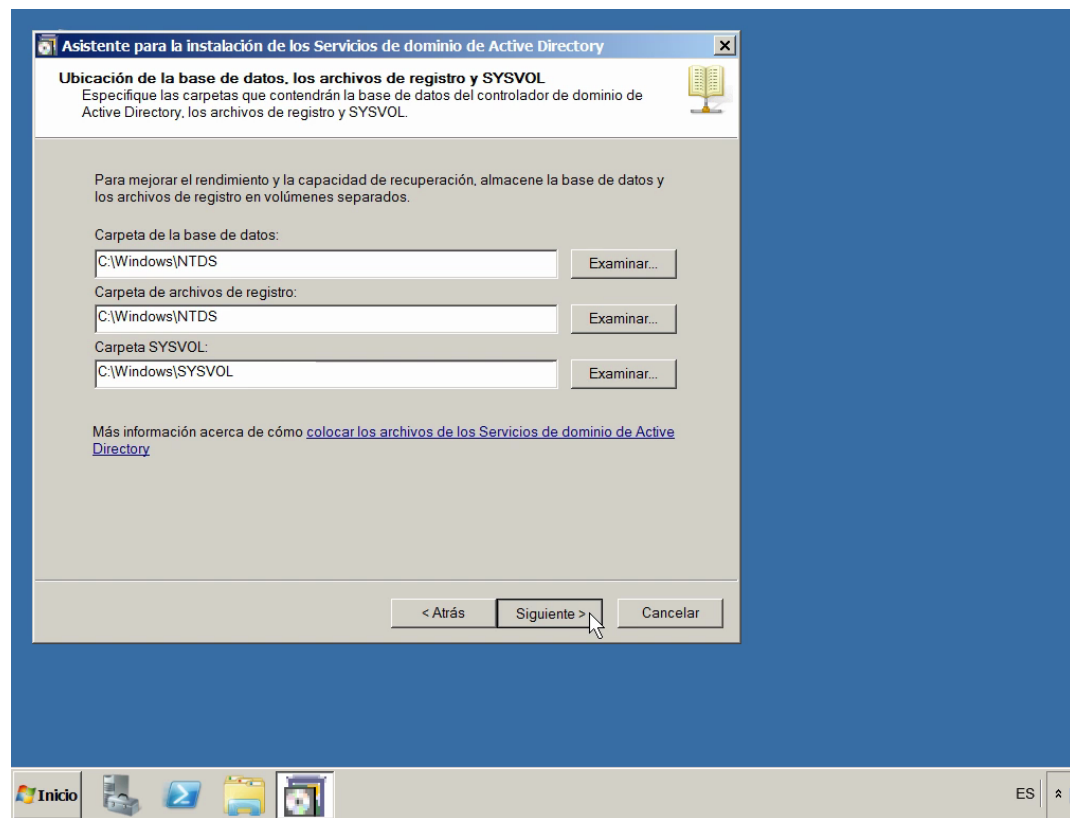 Asistente para la instalación de los Servicios de dominio de Active Directory
Ubicación de la base de datos, los archivos de registro y SYSVOL
Especifique las carpetas que contendrán la base de datos del controlador de dominio de
Active Directory, los archivos de registro y SYSVOL.
Para mejorar el rendimiento y la capacidad de recuperación, almacene la base de datos y
los archivos de registro en volúmenes separados.
Carpeta de la base de datos:
C:\Windows\NTDS
Examinar...
Carpeta de archivos de registro:
C:\Windows\NTDS
Examinar...
Carpeta SYSVOL:
C:\Windows\SYSVOL
Examinar...
Más información acerca de cómo colocar los archivos de los Servicios de dominio de Active
Directory
< Atrás
Siguiente >
Cancelar
Inicio
ES